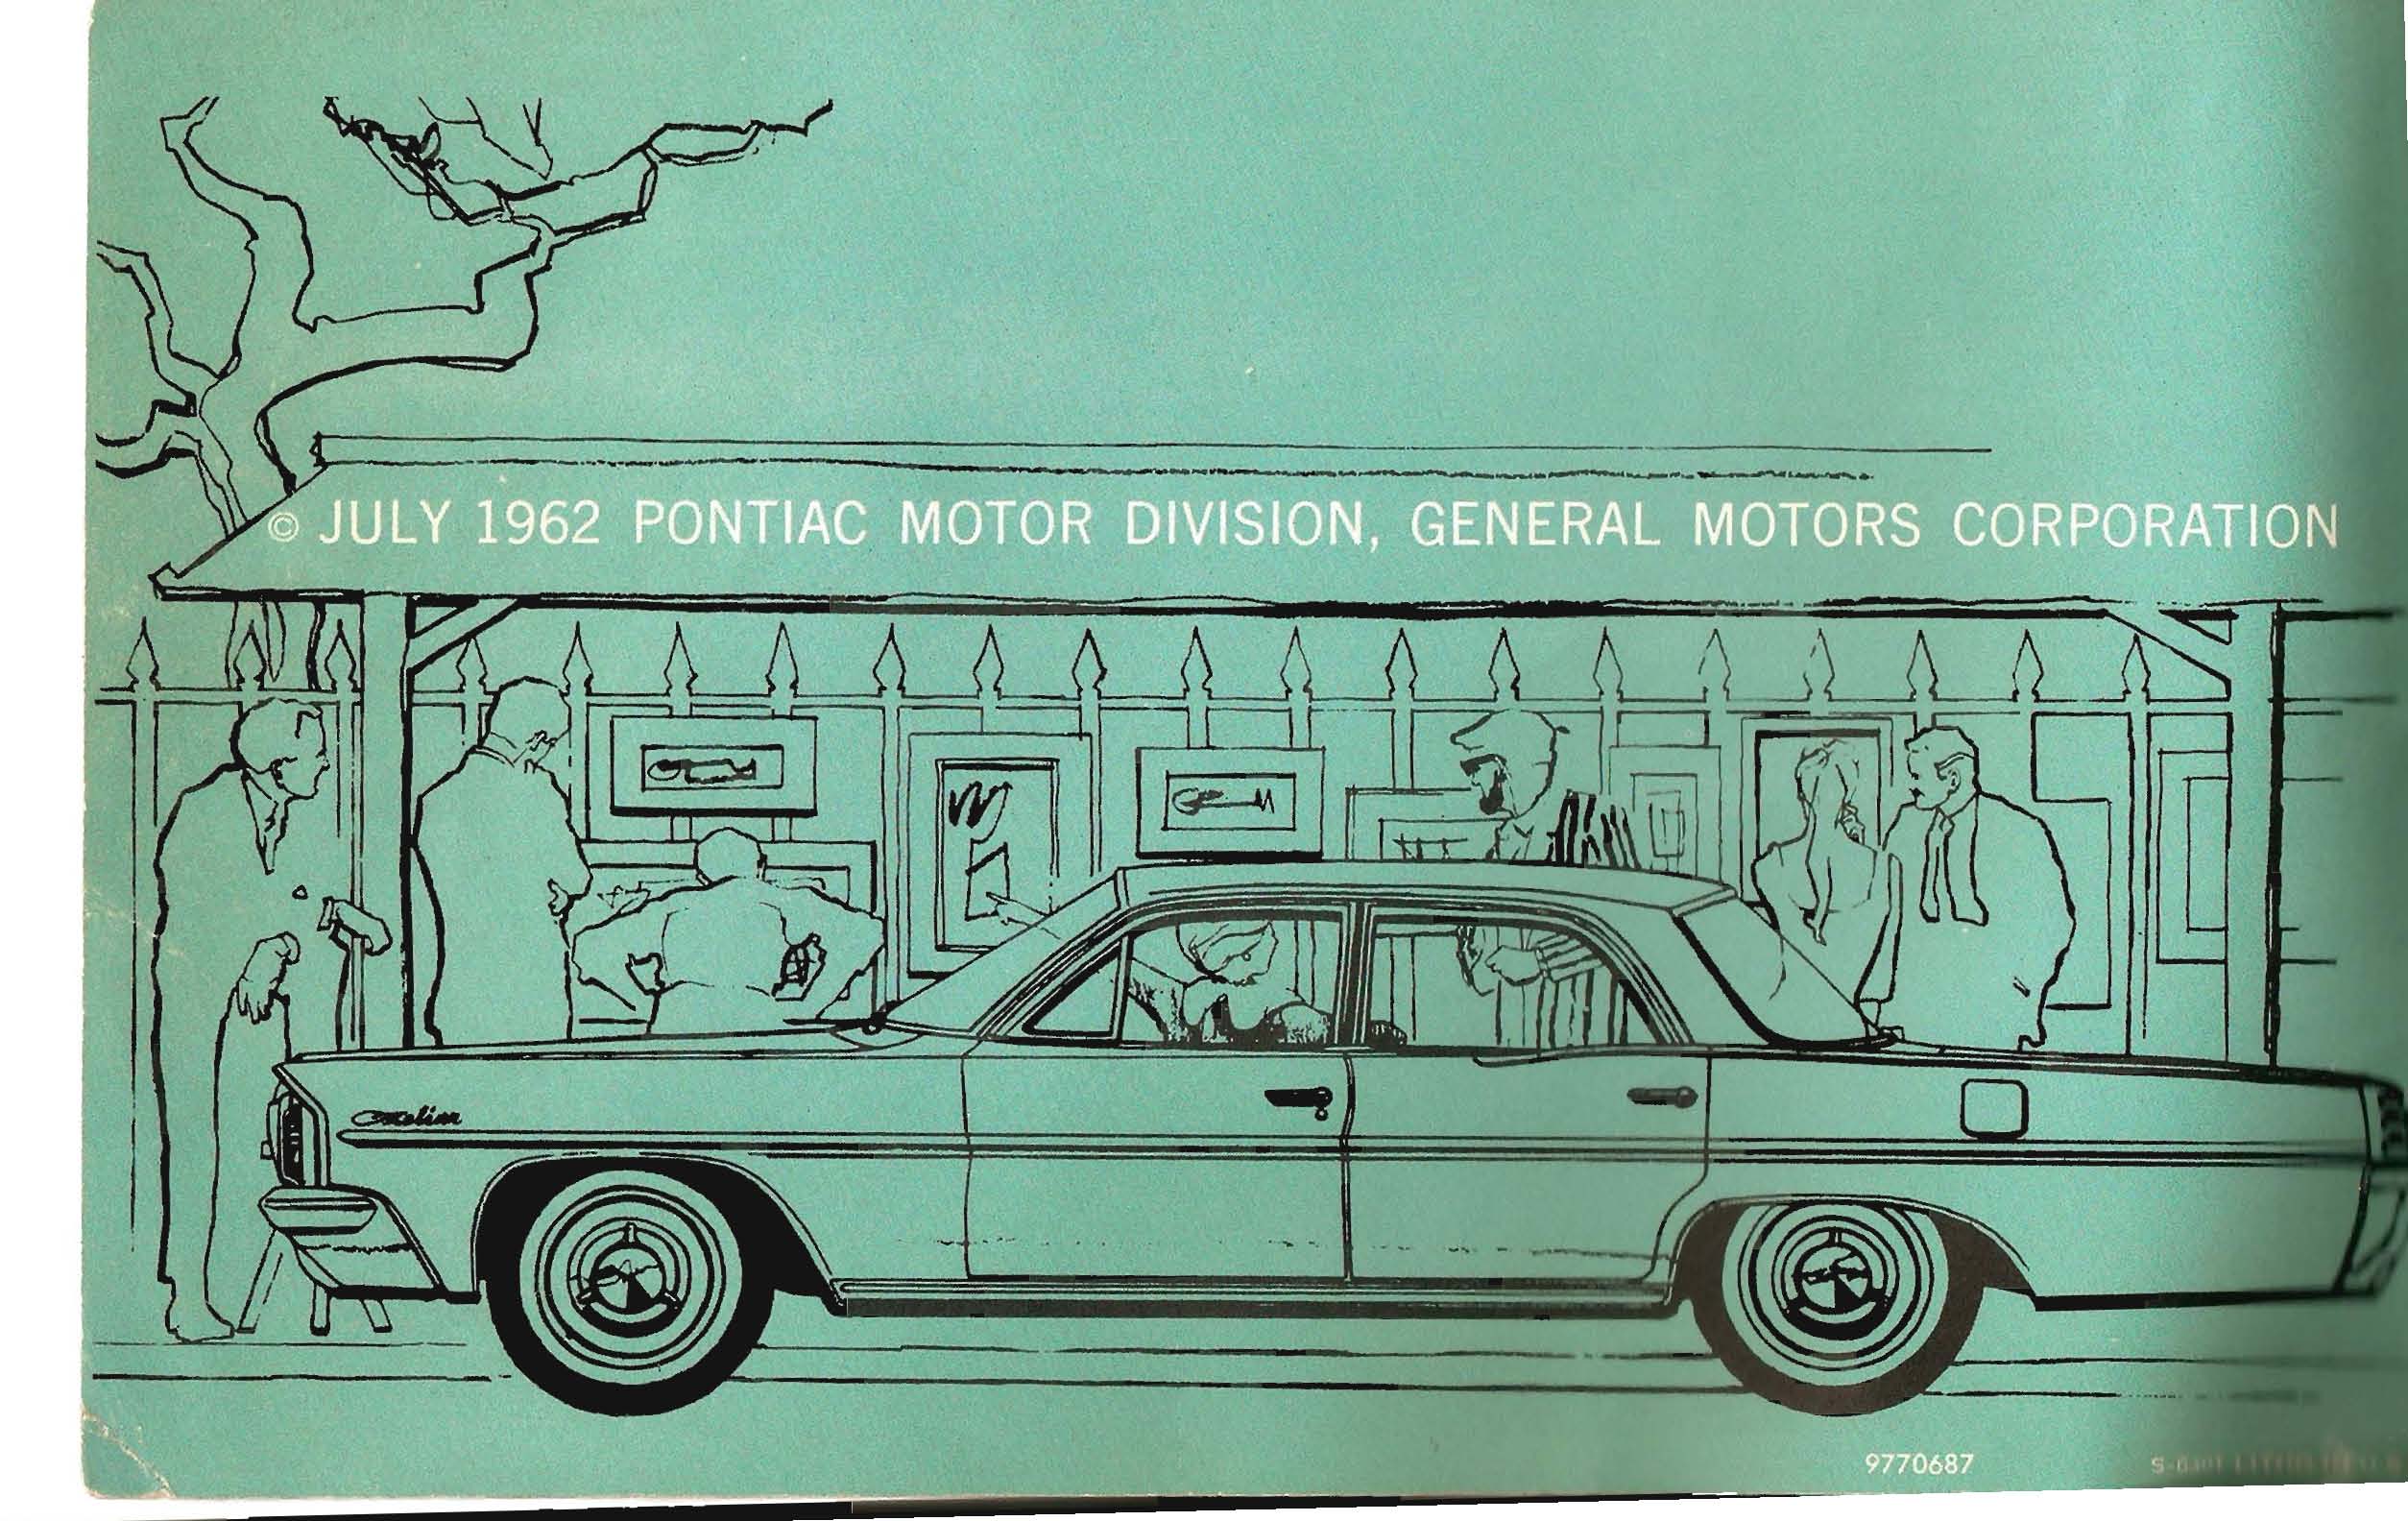 © JULY 1962 PONTIAC MOTOR DIVISION, GENERAL MOTORS CORPORATION
Catalina
9770687